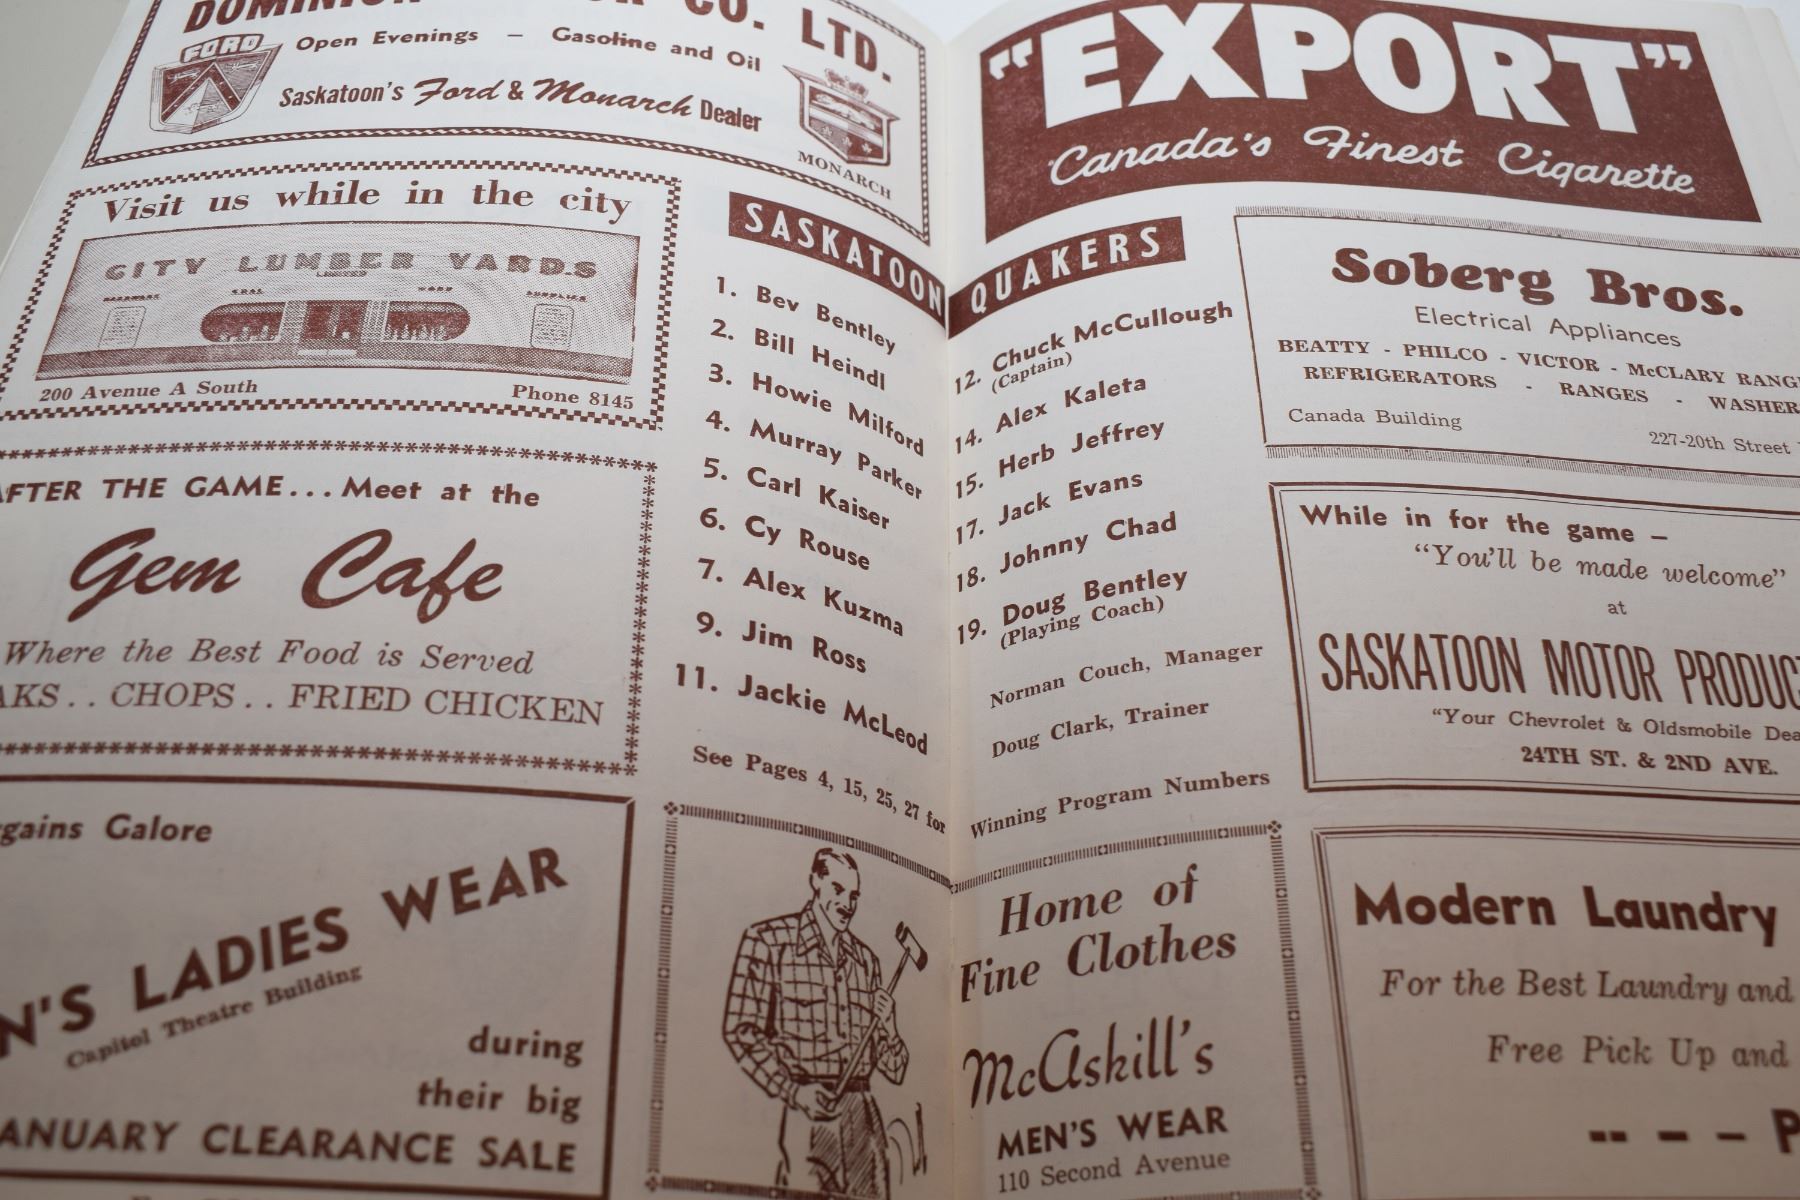 DOMINION CO. LTD.
FORD
Open Evenings — Gasoline and Oil
Saskatoon's Ford & Monarch Dealer
MONARCH
Visit us while in the city
CITY LUMBER YARDS
LIMITED
HARDWARE COAL WOOD SUPPLIES
200 Avenue A South Phone 8145
AFTER THE GAME... Meet at the
Gem Cafe
Where the Best Food is Served
AKS .. CHOPS .. FRIED CHICKEN
gains Galore
N'S LADIES WEAR
Capitol Theatre Building
during
their big
ANUARY CLEARANCE SALE
SASKATOON QUAKERS
1. Bev Bentley
2. Bill Heindl
3. Howie Milford
4. Murray Parker
5. Carl Kaiser
6. Cy Rouse
7. Alex Kuzma
9. Jim Ross
11. Jackie McLeod
See Pages 4, 15, 25, 27 for
12. Chuck McCullough
(Captain)
14. Alex Kaleta
15. Herb Jeffrey
17. Jack Evans
18. Johnny Chad
19. Doug Bentley
(Playing Coach)
Norman Couch, Manager
Doug Clark, Trainer
Winning Program Numbers
Home of
Fine Clothes
McAskill's
MEN'S WEAR
110 Second Avenue
"EXPORT"
Canada's Finest Cigarette
Soberg Bros.
Electrical Appliances
BEATTY - PHILCO - VICTOR - McCLARY RANG
REFRIGERATORS - RANGES - WASHER
Canada Building
227-20th Street
While in for the game —
"You'll be made welcome"
at
SASKATOON MOTOR PRODUC
"Your Chevrolet & Oldsmobile Dea
24TH ST. & 2ND AVE.
Modern Laundry
For the Best Laundry and
Free Pick Up and
-- — — P